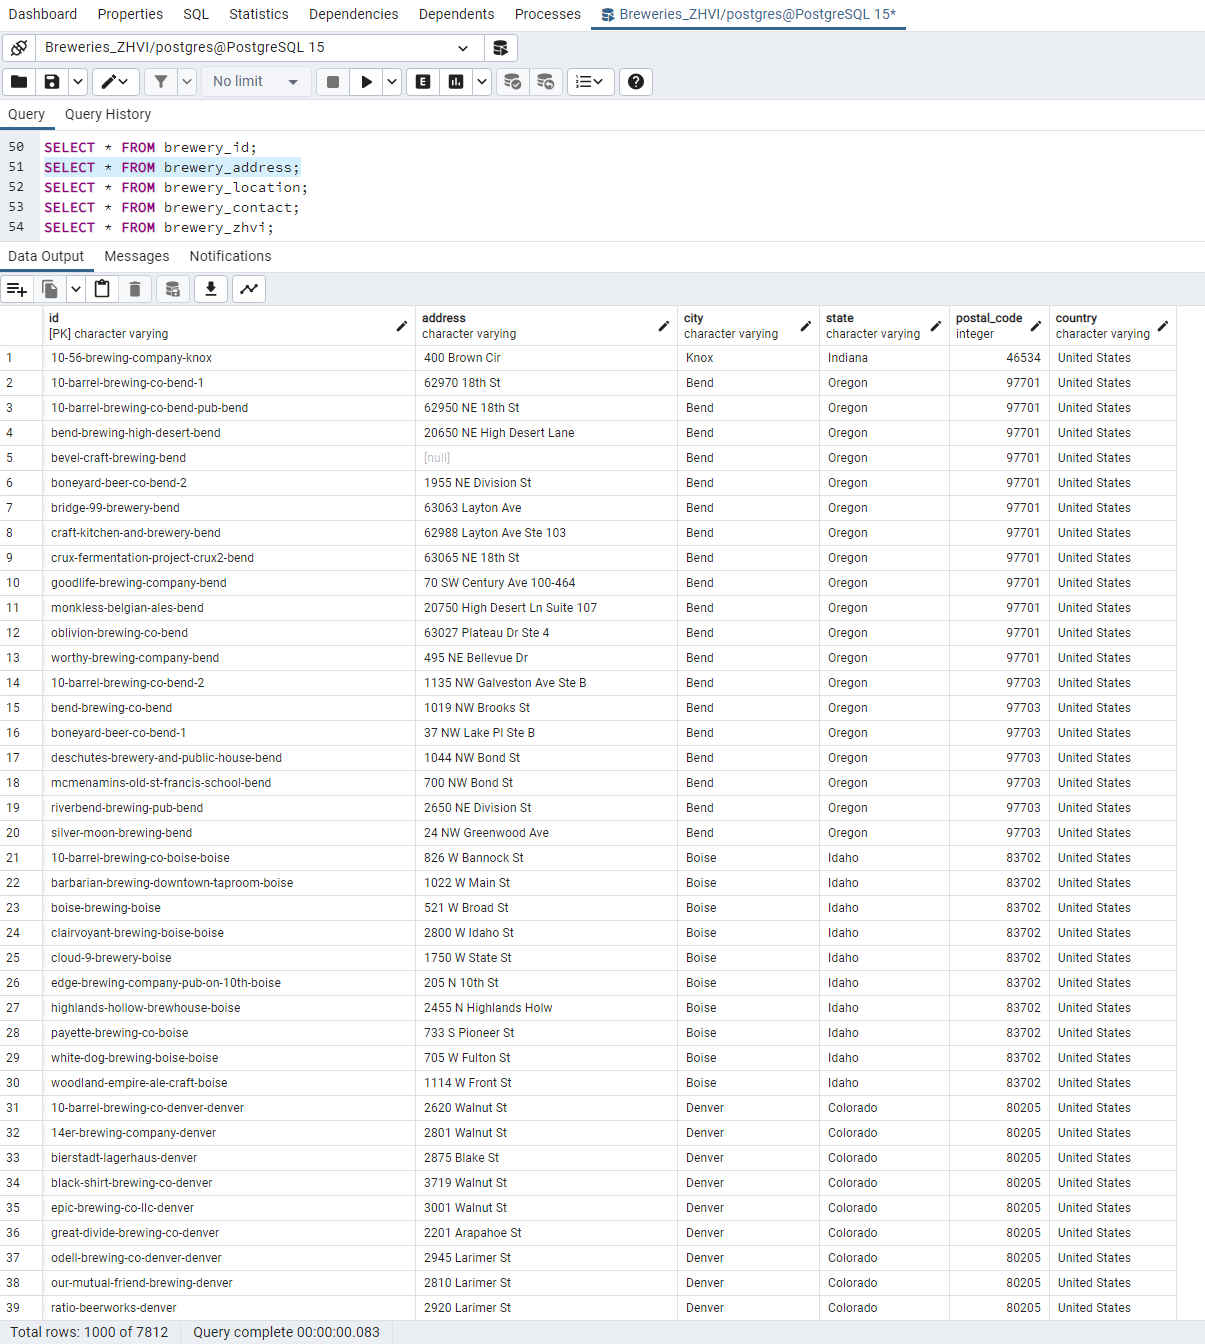 Dashboard Properties SQL Statistics Dependencies Dependents Processes Breweries_ZHVI/postgres@PostgreSQL 15*
Breweries_ZHVI/postgres@PostgreSQL 15
No limit E
Query Query History
50 SELECT * FROM brewery_id;
51 SELECT * FROM brewery_address;
52 SELECT * FROM brewery_location;
53 SELECT * FROM brewery_contact;
54 SELECT * FROM brewery_zhvi;
Data Output Messages Notifications
id address city state postal_code country
[PK] character varying character varying character varying character varying integer character varying
1 10-56-brewing-company-knox 400 Brown Cir Knox Indiana 46534 United States
2 10-barrel-brewing-co-bend-1 62970 18th St Bend Oregon 97701 United States
3 10-barrel-brewing-co-bend-pub-bend 62950 NE 18th St Bend Oregon 97701 United States
4 bend-brewing-high-desert-bend 20650 NE High Desert Lane Bend Oregon 97701 United States
5 bevel-craft-brewing-bend [null] Bend Oregon 97701 United States
6 boneyard-beer-co-bend-2 1955 NE Division St Bend Oregon 97701 United States
7 bridge-99-brewery-bend 63063 Layton Ave Bend Oregon 97701 United States
8 craft-kitchen-and-brewery-bend 62988 Layton Ave Ste 103 Bend Oregon 97701 United States
9 crux-fermentation-project-crux2-bend 63065 NE 18th St Bend Oregon 97701 United States
10 goodlife-brewing-company-bend 70 SW Century Ave 100-464 Bend Oregon 97701 United States
11 monkless-belgian-ales-bend 20750 High Desert Ln Suite 107 Bend Oregon 97701 United States
12 oblivion-brewing-co-bend 63027 Plateau Dr Ste 4 Bend Oregon 97701 United States
13 worthy-brewing-company-bend 495 NE Bellevue Dr Bend Oregon 97701 United States
14 10-barrel-brewing-co-bend-2 1135 NW Galveston Ave Ste B Bend Oregon 97703 United States
15 bend-brewing-co-bend 1019 NW Brooks St Bend Oregon 97703 United States
16 boneyard-beer-co-bend-1 37 NW Lake Pl Ste B Bend Oregon 97703 United States
17 deschutes-brewery-and-public-house-bend 1044 NW Bond St Bend Oregon 97703 United States
18 mcmenamins-old-st-francis-school-bend 700 NW Bond St Bend Oregon 97703 United States
19 riverbend-brewing-pub-bend 2650 NE Division St Bend Oregon 97703 United States
20 silver-moon-brewing-bend 24 NW Greenwood Ave Bend Oregon 97703 United States
21 10-barrel-brewing-co-boise-boise 826 W Bannock St Boise Idaho 83702 United States
22 barbarian-brewing-downtown-taproom-boise 1022 W Main St Boise Idaho 83702 United States
23 boise-brewing-boise 521 W Broad St Boise Idaho 83702 United States
24 clairvoyant-brewing-boise-boise 2800 W Idaho St Boise Idaho 83702 United States
25 cloud-9-brewery-boise 1750 W State St Boise Idaho 83702 United States
26 edge-brewing-company-pub-on-10th-boise 205 N 10th St Boise Idaho 83702 United States
27 highlands-hollow-brewhouse-boise 2455 N Highlands Holw Boise Idaho 83702 United States
28 payette-brewing-co-boise 733 S Pioneer St Boise Idaho 83702 United States
29 white-dog-brewing-boise-boise 705 W Fulton St Boise Idaho 83702 United States
30 woodland-empire-ale-craft-boise 1114 W Front St Boise Idaho 83702 United States
31 10-barrel-brewing-co-denver-denver 2620 Walnut St Denver Colorado 80205 United States
32 14er-brewing-company-denver 2801 Walnut St Denver Colorado 80205 United States
33 bierstadt-lagerhaus-denver 2875 Blake St Denver Colorado 80205 United States
34 black-shirt-brewing-co-denver 3719 Walnut St Denver Colorado 80205 United States
35 epic-brewing-co-llc-denver 3001 Walnut St Denver Colorado 80205 United States
36 great-divide-brewing-co-denver 2201 Arapahoe St Denver Colorado 80205 United States
37 odell-brewing-co-denver-denver 2945 Larimer St Denver Colorado 80205 United States
38 our-mutual-friend-brewing-denver 2810 Larimer St Denver Colorado 80205 United States
39 ratio-beerworks-denver 2920 Larimer St Denver Colorado 80205 United States
Total rows: 1000 of 7812 Query complete 00:00:00.083